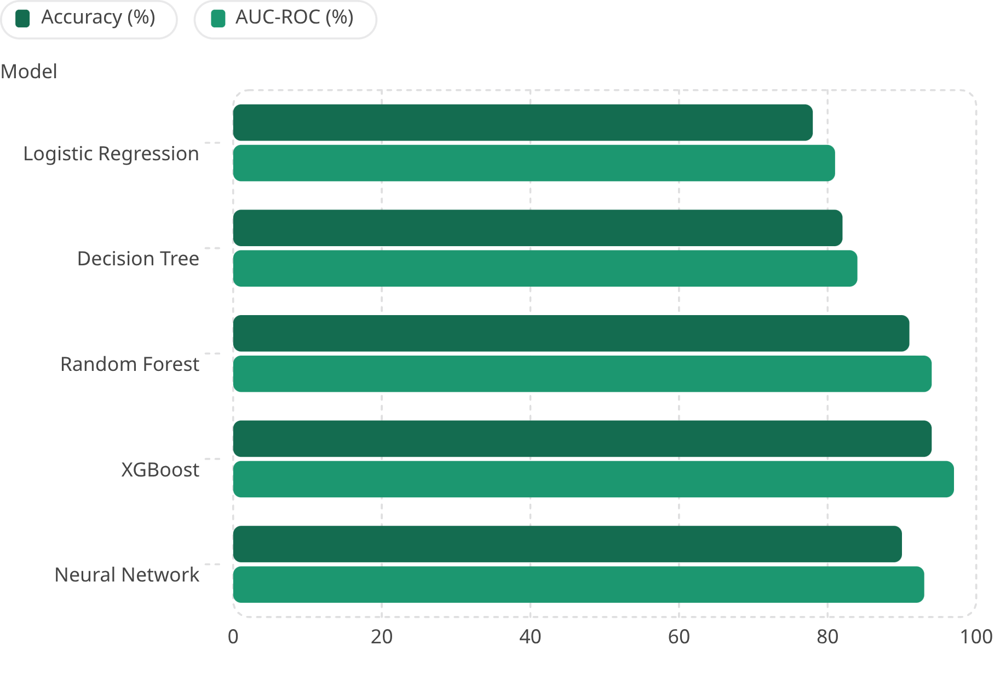 Accuracy (%) AUC-ROC (%)
Model
Logistic Regression
Decision Tree
Random Forest
XGBoost
Neural Network
0 20 40 60 80 100